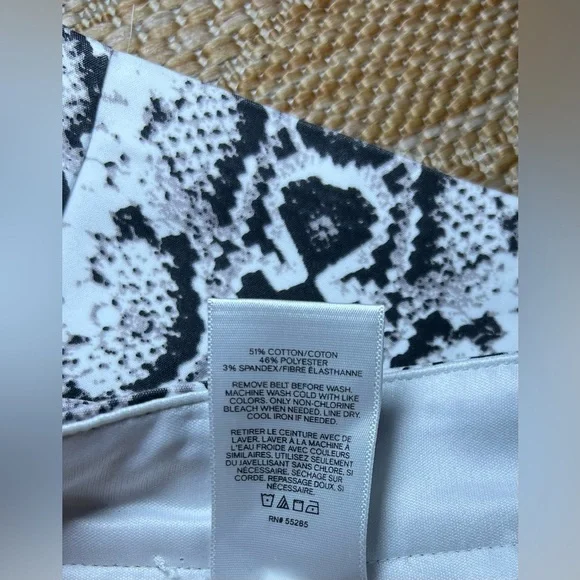 51% COTTON/COTON
46% POLYESTER
3% SPANDEX/FIBRE ÉLASTHANNE
REMOVE BELT BEFORE WASH,
MACHINE WASH COLD WITH LIKE
COLORS. ONLY NON-CHLORINE
BLEACH WHEN NEEDED. LINE DRY.
COOL IRON IF NEEDED.
RETIRER LE CEINTURE AVEC DE
LAVER, LAVER À LA MACHINE À
L'EAU FROIDE AVEC COULEURS
SIMILAIRES. UTILISEZ SEULEMENT
DU JAVELLISANT SANS CHLORE, SI
NÉCESSAIRE. SÉCHAGE SUR
CORDE. REPASSAGE DOUX, SI
NÉCESSAIRE.
RN# 55285